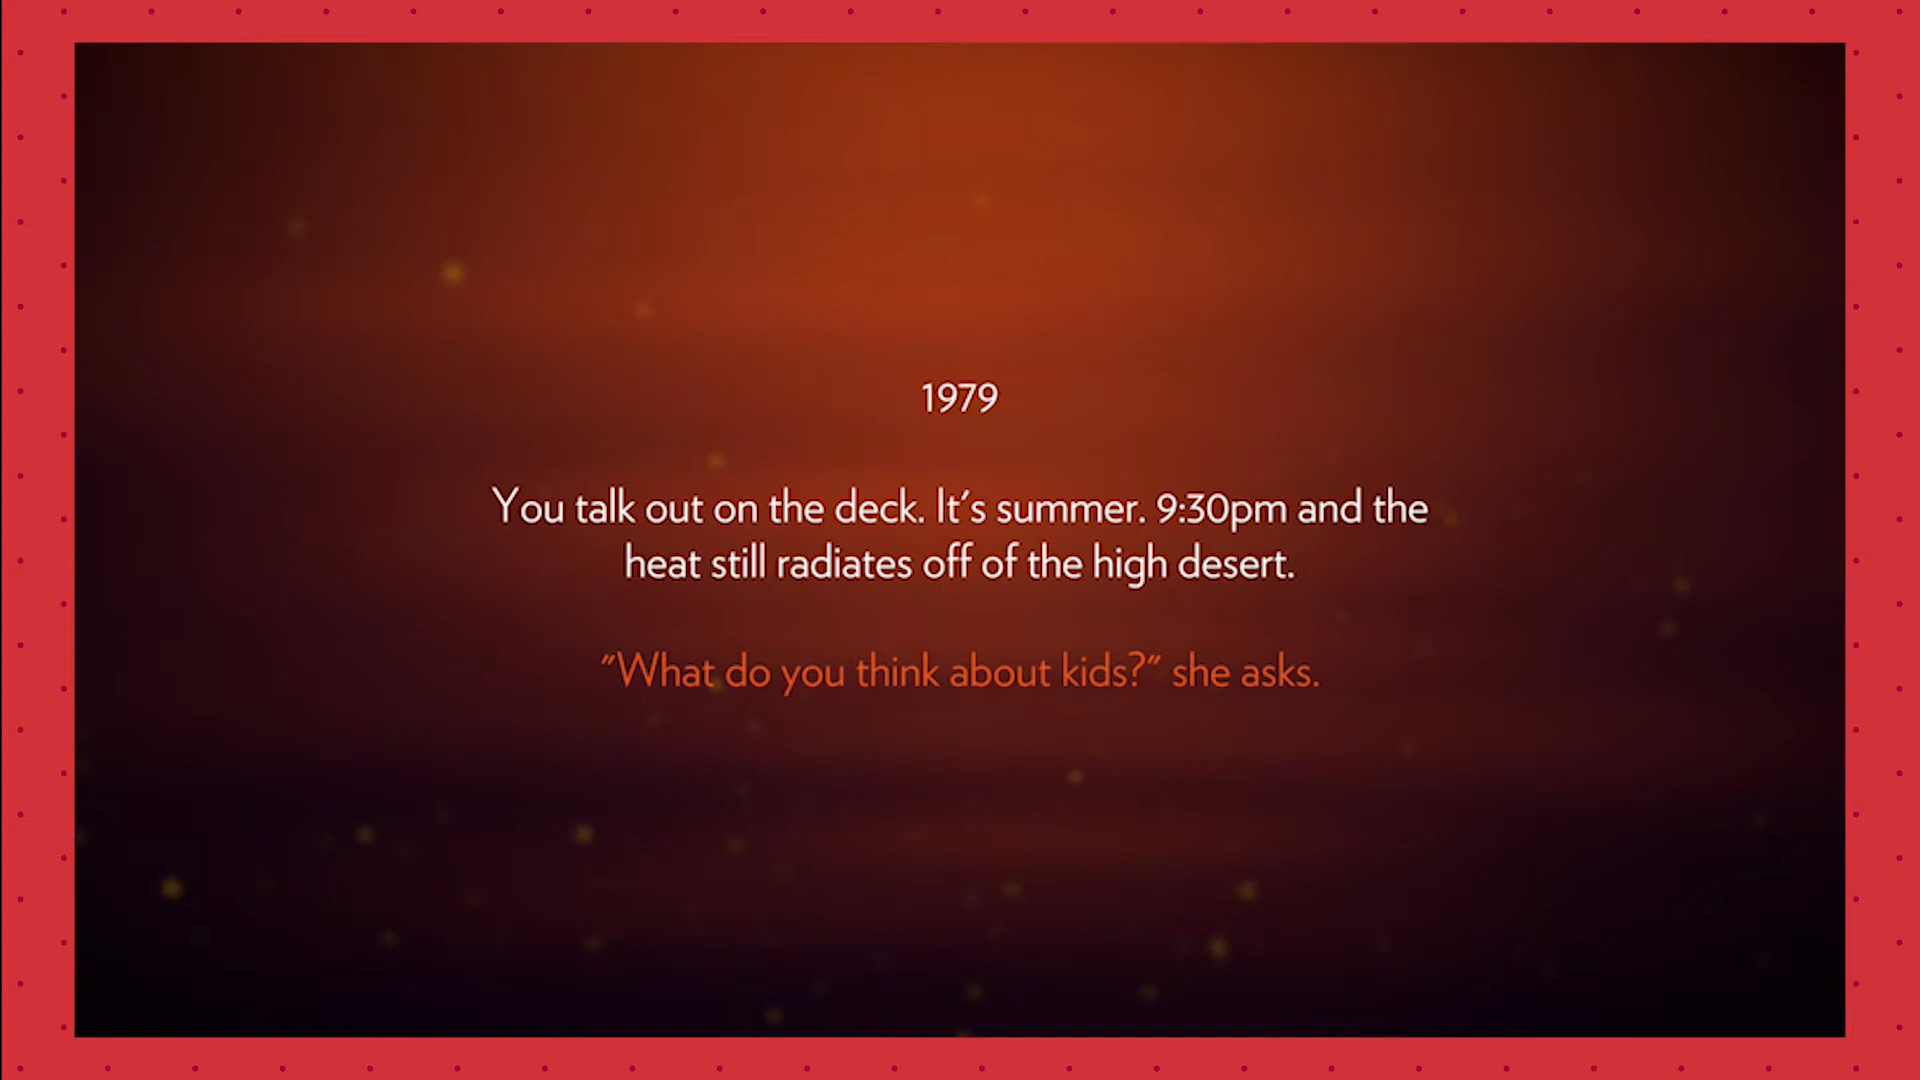 1979
You talk out on the deck. It's summer. 9:30pm and the
heat still radiates off of the high desert.
"What do you think about kids?" she asks.